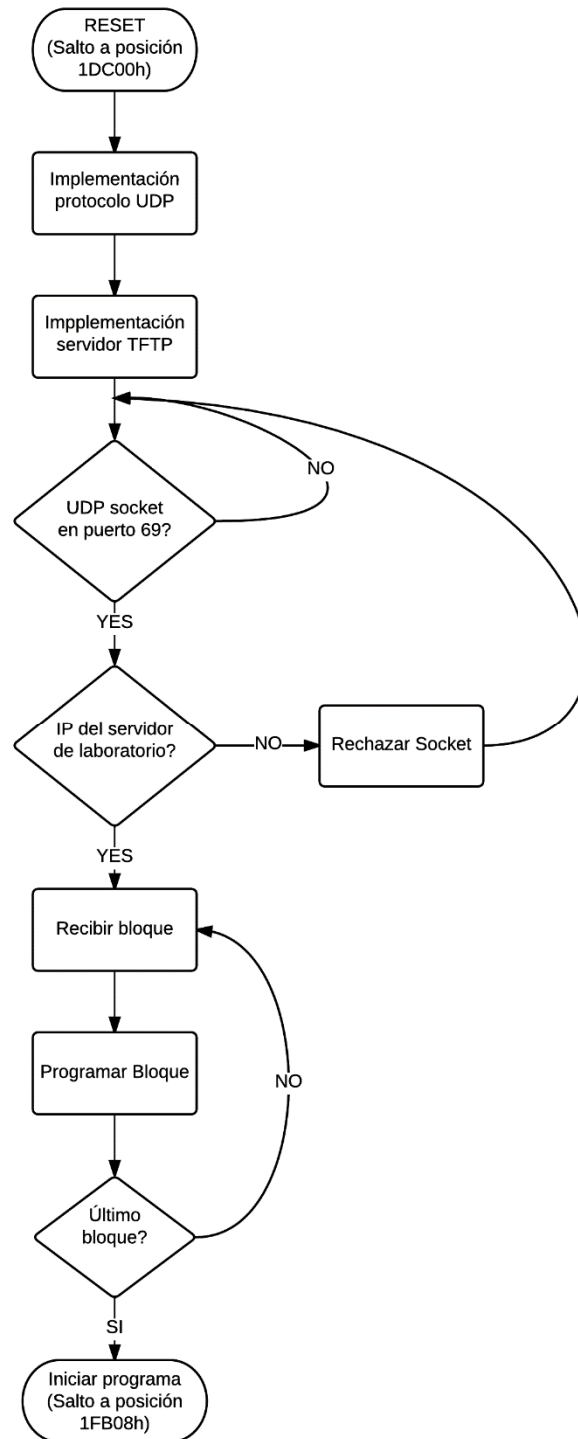 RESET
(Salto a posición
1DC00h)
Implementación
protocolo UDP
Impplementación
servidor TFTP
NO
UDP socket
en puerto 69?
YES
IP del servidor
de laboratorio?
NO
Rechazar Socket
YES
Recibir bloque
Programar Bloque
NO
Último
bloque?
SI
Iniciar programa
(Salto a posición
1FB08h)